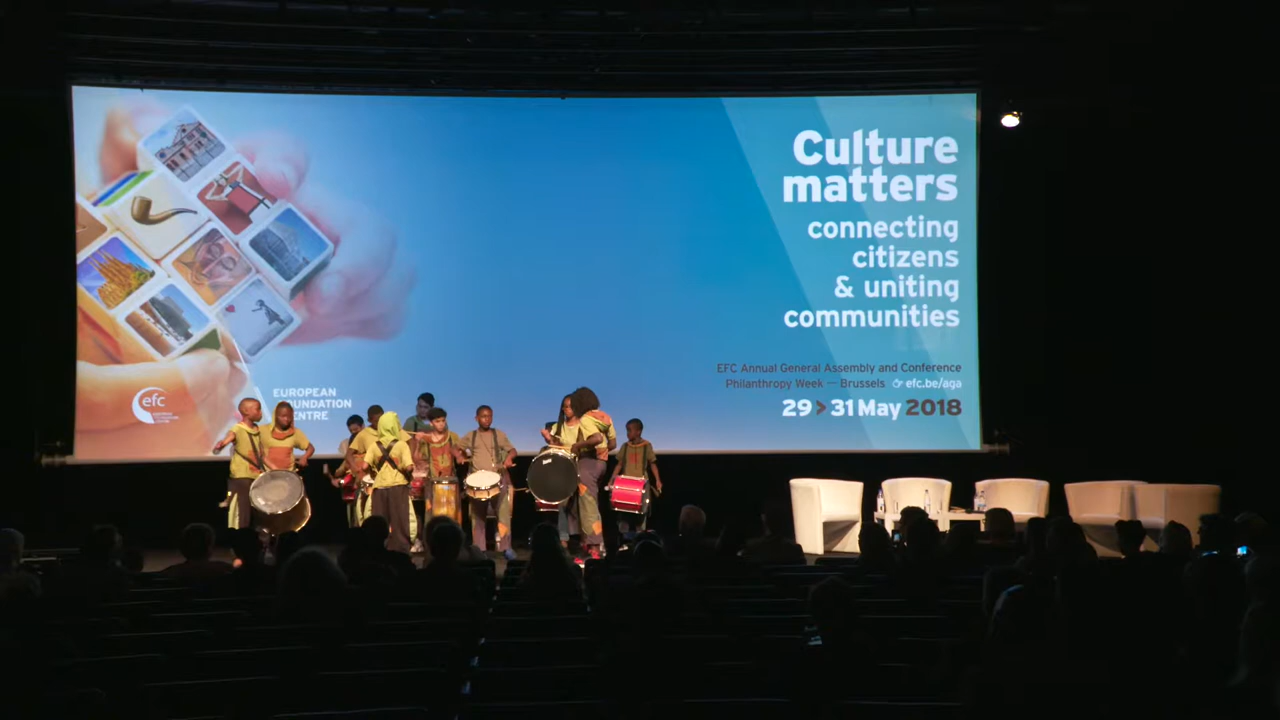 Culture
matters
connecting
citizens
& uniting
communities
EFC Annual General Assembly and Conference
Philanthropy Week — Brussels efc.be/aga
29 > 31 May 2018
efc
EUROPEAN
FOUNDATION
CENTRE